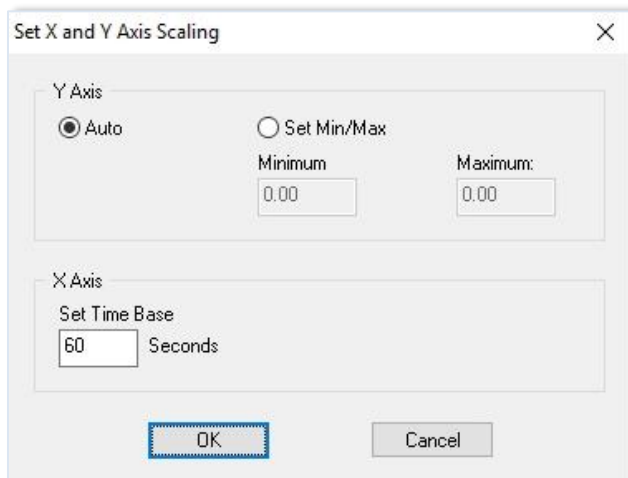 Set X and Y Axis Scaling
Y Axis
Auto
Set Min/Max
Minimum
Maximum:
0.00
0.00
X Axis
Set Time Base
60 Seconds
OK
Cancel